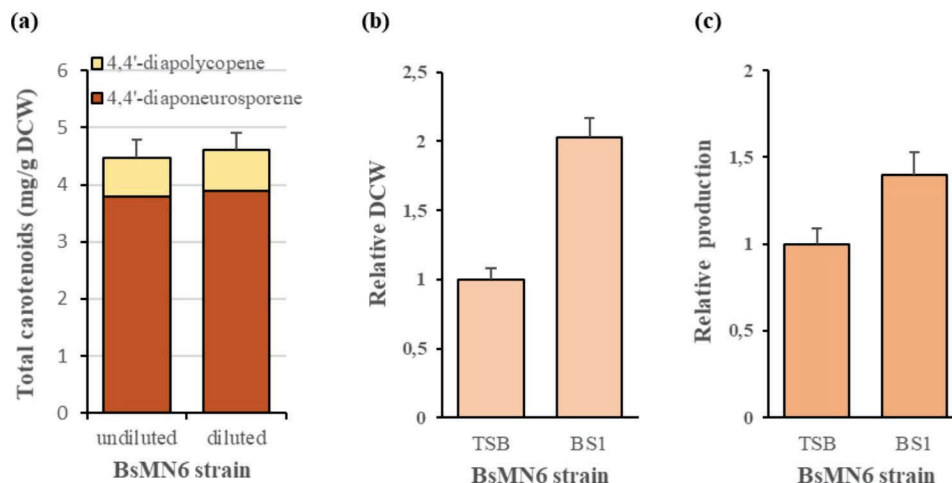 (a)
4,4'-diapolycopene
4,4'-diaponeurosporene
Total carotenoids (mg/g DCW)
6
5
4
3
2
1
0
undiluted diluted
BsMN6 strain
(b)
Relative DCW
2,5
2
1,5
1
0,5
0
TSB BS1
BsMN6 strain
(c)
Relative production
2
1,5
1
0,5
0
TSB BS1
BsMN6 strain